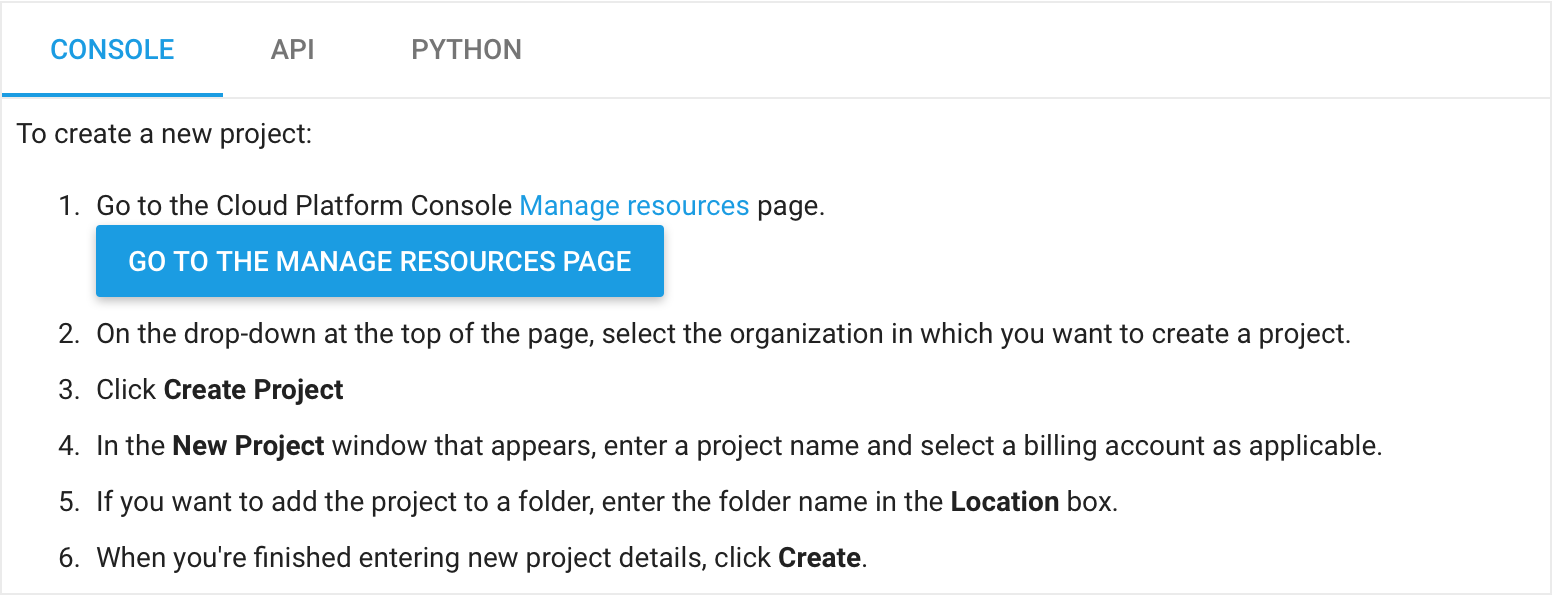 CONSOLE API PYTHON
To create a new project:
1. Go to the Cloud Platform Console Manage resources page.
GO TO THE MANAGE RESOURCES PAGE
2. On the drop-down at the top of the page, select the organization in which you want to create a project.
3. Click Create Project
4. In the New Project window that appears, enter a project name and select a billing account as applicable.
5. If you want to add the project to a folder, enter the folder name in the Location box.
6. When you're finished entering new project details, click Create.